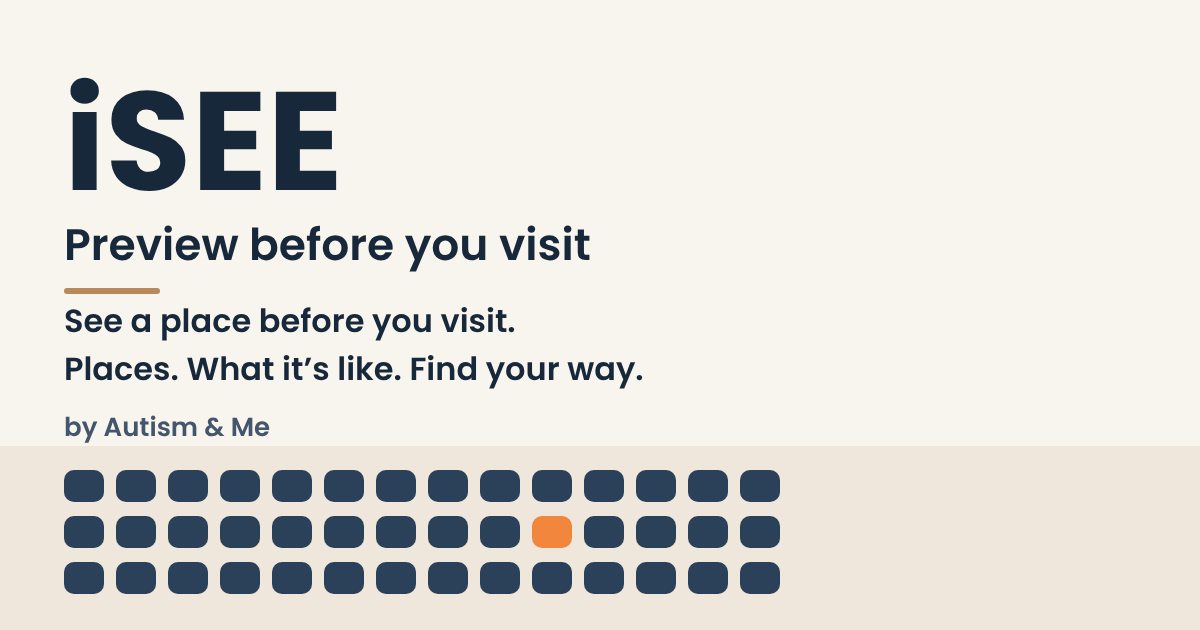 iSEE
Preview before you visit
See a place before you visit.
Places. What it’s like. Find your way.
by Autism & Me